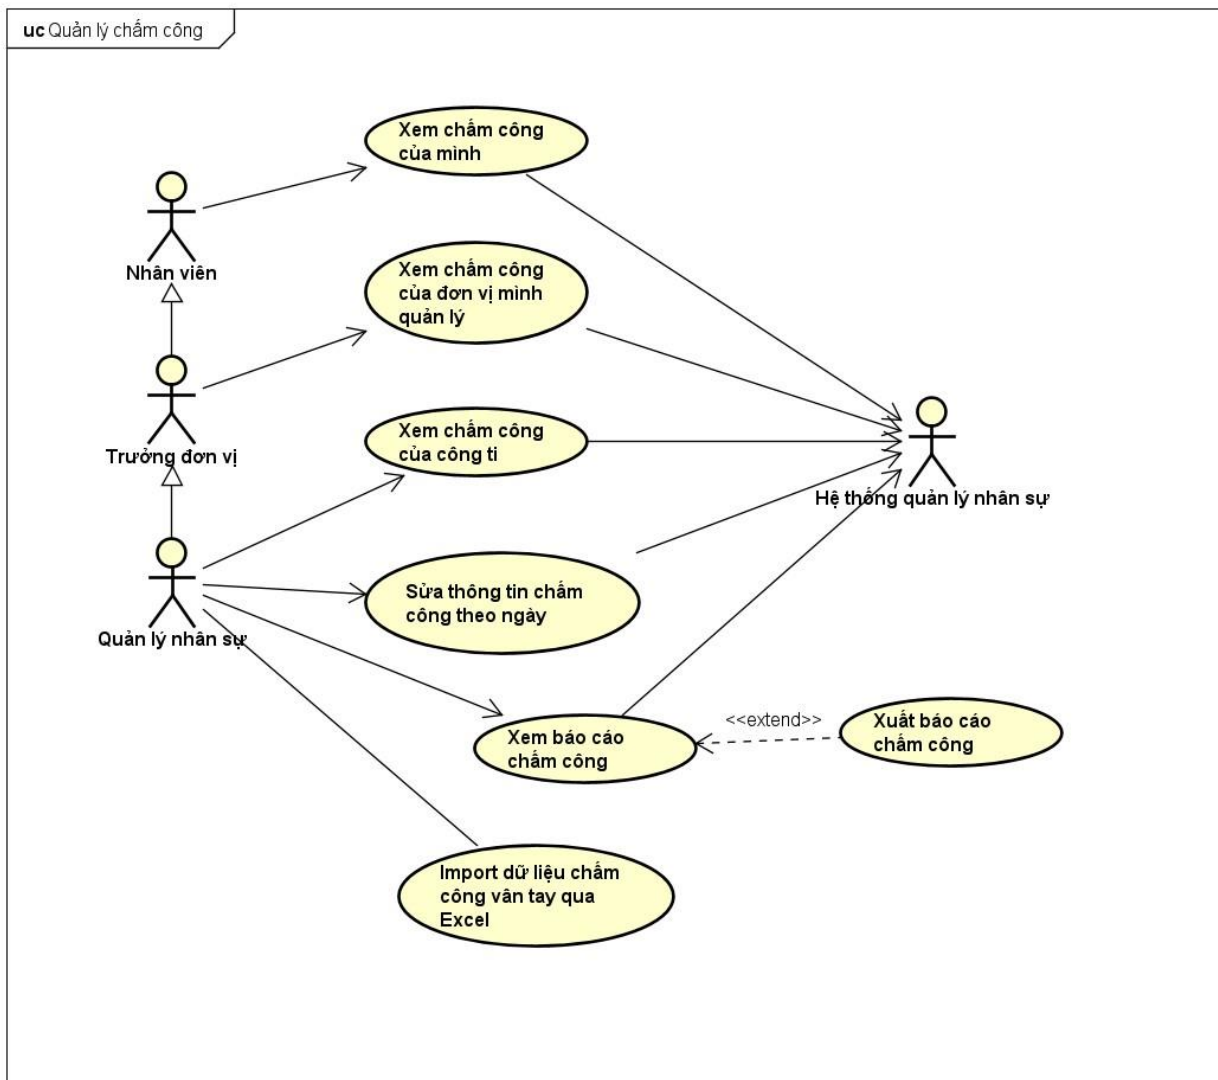 uc Quản lý chấm công
Xem chấm công
của mình
Nhân viên
Xem chấm công
của đơn vị mình
quản lý
Trưởng đơn vị
Xem chấm công
của công ti
Hệ thống quản lý nhân sự
Sửa thông tin chấm
công theo ngày
Quản lý nhân sự
<<extend>>
Xem báo cáo
chấm công
Xuất báo cáo
chấm công
Import dữ liệu chấm
công vân tay qua
Excel